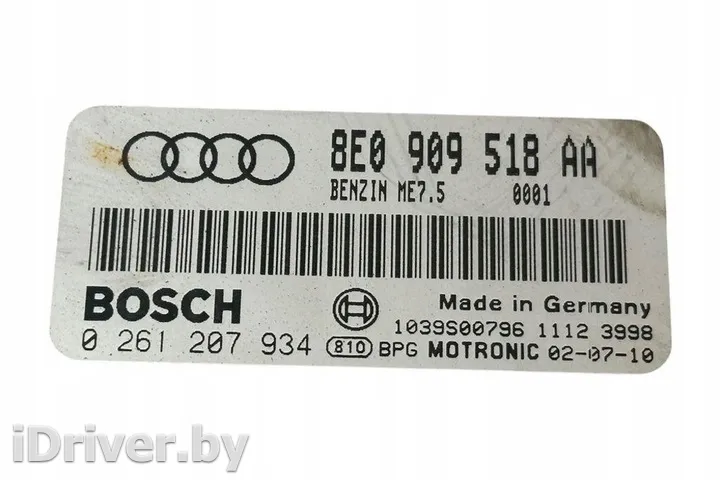 8E0 909 518 AA
BENZIN ME7.5 0001
BOSCH
Made in Germany
1039S00796 1112 3998
0 261 207 934 810 BPG MOTRONIC 02-07-10
iDriver.by